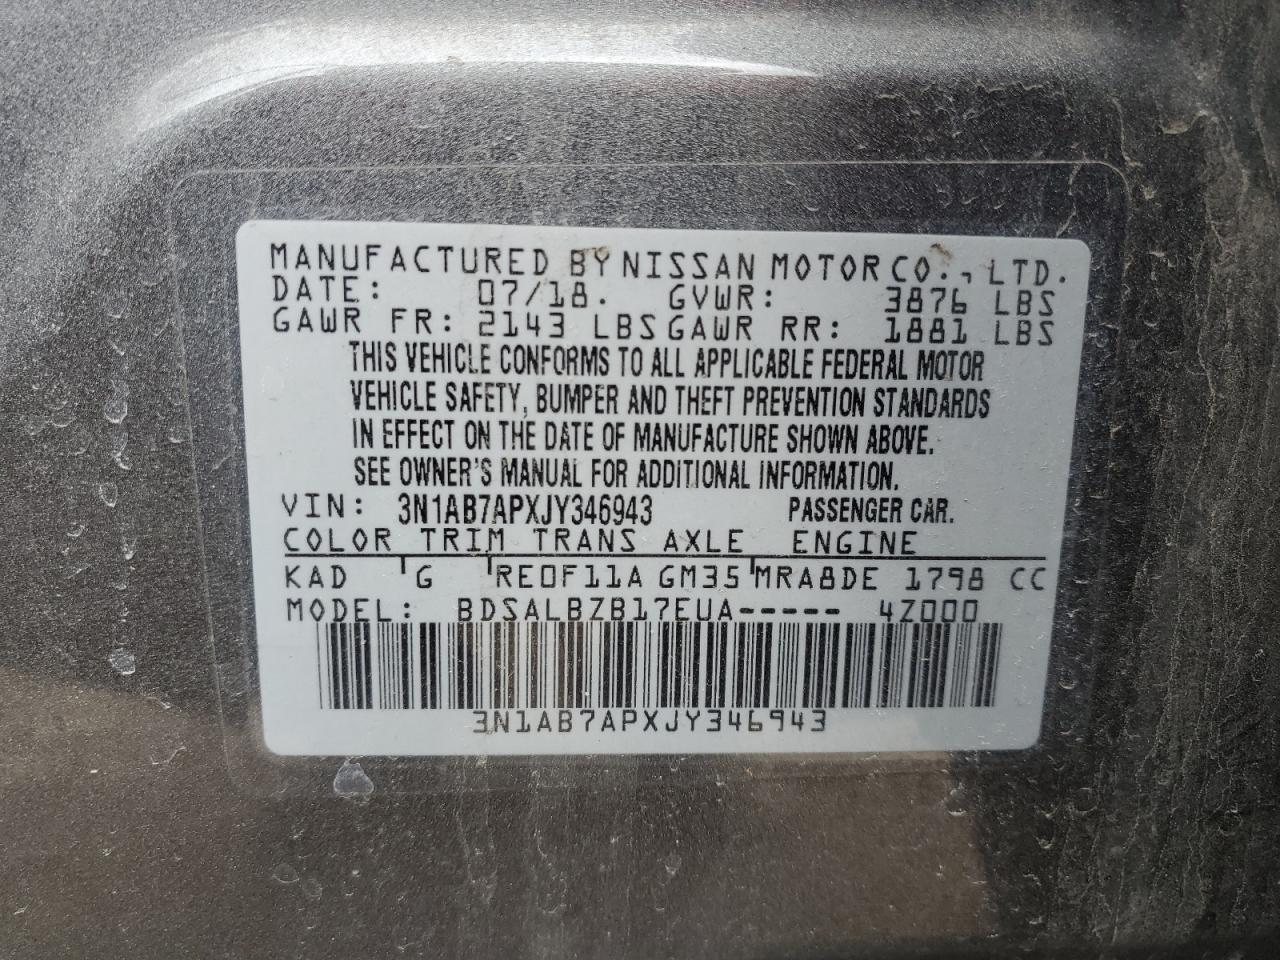 MANUFACTURED BY NISSAN MOTOR CO., LTD.
DATE: 07/18. GVWR: 3876 LBS
GAWR FR: 2143 LBS GAWR RR: 1881 LBS
THIS VEHICLE CONFORMS TO ALL APPLICABLE FEDERAL MOTOR
VEHICLE SAFETY, BUMPER AND THEFT PREVENTION STANDARDS
IN EFFECT ON THE DATE OF MANUFACTURE SHOWN ABOVE.
SEE OWNER'S MANUAL FOR ADDITIONAL INFORMATION.
VIN: 3N1AB7APXJY346943 PASSENGER CAR.
COLOR TRIM TRANS AXLE ENGINE
KAD G RE0F11A GM35 MRA8DE 1798 CC
MODEL: BDSALBZB17EUA----- 4Z000
3N1AB7APXJY346943